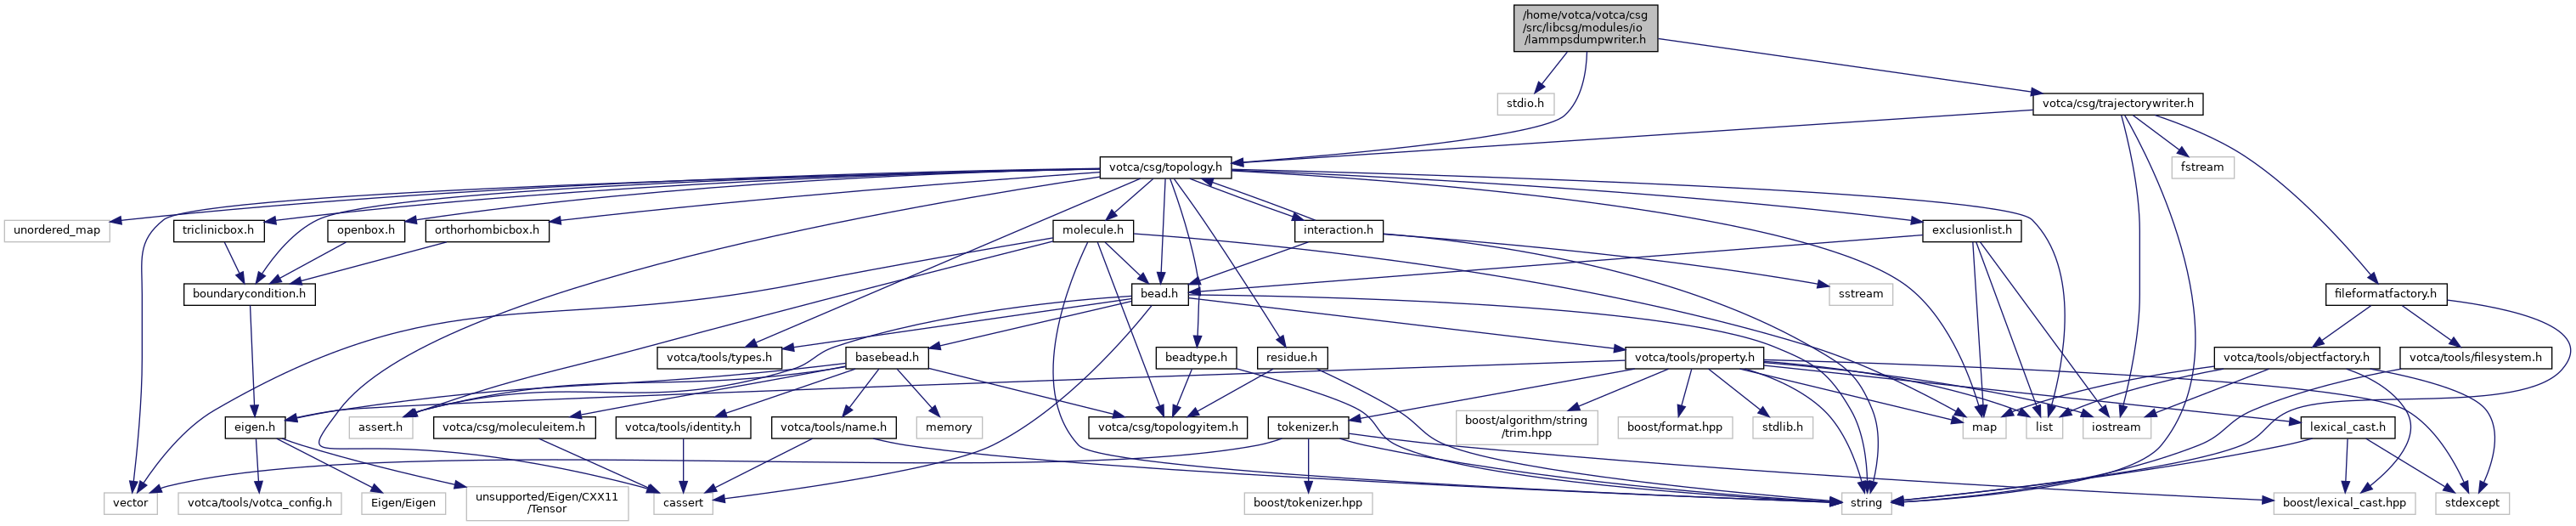 /home/votca/votca/csg
/src/libcsg/modules/io
/lammpsdumpwriter.h
stdio.h
votca/csg/trajectorywriter.h
votca/csg/topology.h
fstream
unordered_map
triclinicbox.h
openbox.h
orthorhombicbox.h
molecule.h
interaction.h
exclusionlist.h
boundarycondition.h
bead.h
sstream
fileformatfactory.h
votca/tools/types.h
basebead.h
beadtype.h
residue.h
votca/tools/property.h
votca/tools/objectfactory.h
votca/tools/filesystem.h
eigen.h
assert.h
votca/csg/moleculeitem.h
votca/tools/identity.h
votca/tools/name.h
memory
votca/csg/topologyitem.h
tokenizer.h
boost/algorithm/string
/trim.hpp
boost/format.hpp
stdlib.h
map
list
iostream
lexical_cast.h
vector
votca/tools/votca_config.h
Eigen/Eigen
unsupported/Eigen/CXX11
/Tensor
cassert
boost/tokenizer.hpp
string
boost/lexical_cast.hpp
stdexcept